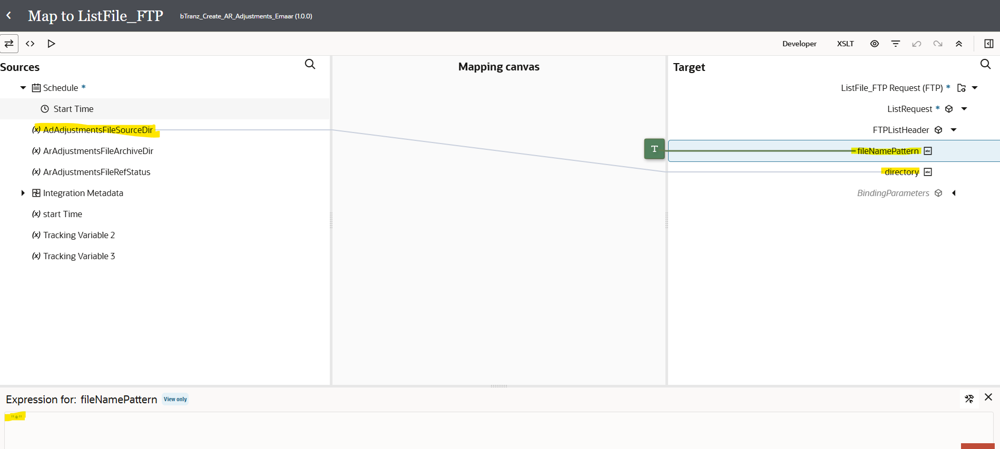 Map to ListFile_FTP bTranz_Create_AR_Adjustments_Emaar (1.0.0)
Developer XSLT
Sources
Mapping canvas
Target
Schedule *
Start Time
(x) AdAdjustmentsFileSourceDir
(x) ArAdjustmentsFileArchiveDir
(x) ArAdjustmentsFileRefStatus
Integration Metadata
(x) start Time
(x) Tracking Variable 2
(x) Tracking Variable 3
T
ListFile_FTP Request (FTP) *
ListRequest *
FTPListHeader
fileNamePattern abc
directory abc
BindingParameters
Expression for: fileNamePattern View only
"*"